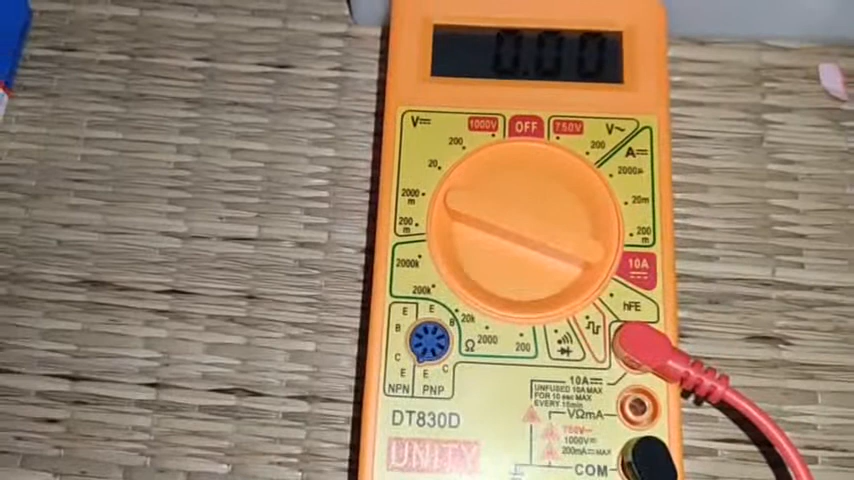 0.00
V⎓ 1000V OFF 750V V~
200 200 A⎓
20 2000µ
2000m 20m
200m 200m
2000k 10A
200k hFE
20k Ω 2000 200
E E
B B
C C
E E
NPN PNP
10A⎓
UNFUSED 10A MAX
FOR 10 SEC MAX
EVERY 15min
VΩmA
DT830D
750V~
1000V⎓
200mA⎓MAX
UNITY
COM